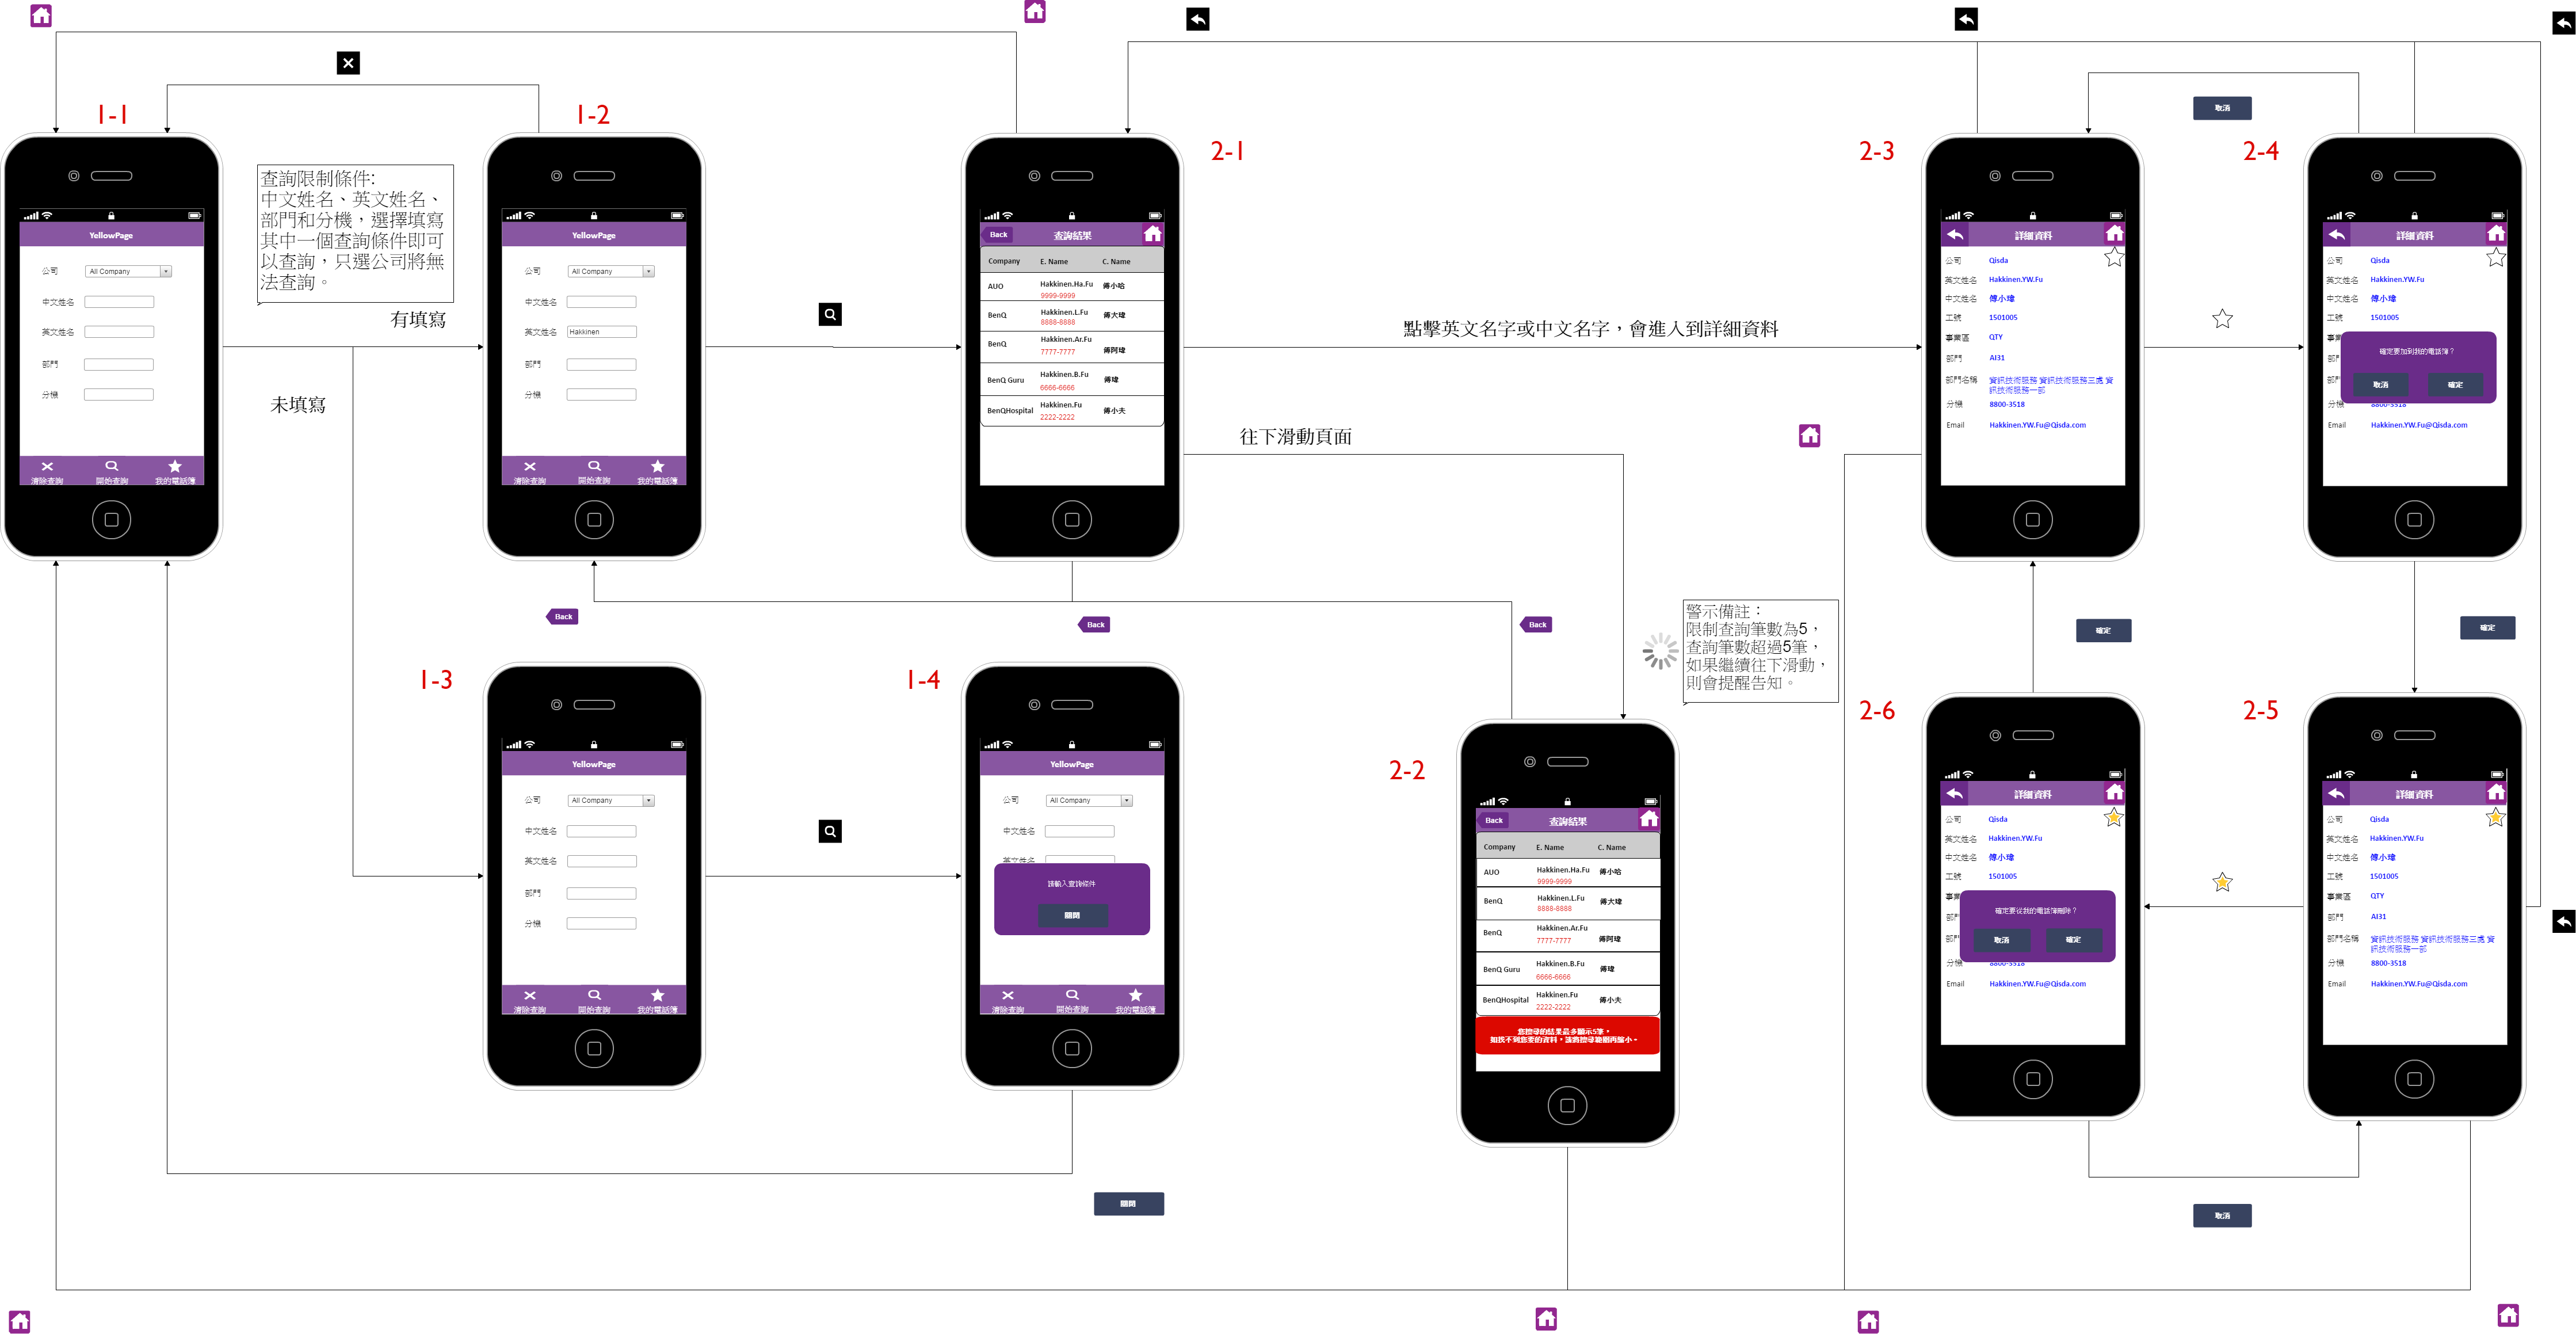 1-1
YellowPage
公司
All Company
中文姓名
英文姓名
部門
分機
清除查詢
開始查詢
我的電話簿
查詢限制條件:
中文姓名、英文姓名、
部門和分機，選擇填寫
其中一個查詢條件即可
以查詢，只選公司將無
法查詢。
有填寫
未填寫
1-2
YellowPage
公司
All Company
中文姓名
英文姓名
Hakkinen
部門
分機
清除查詢
開始查詢
我的電話簿
2-1
Back
查詢結果
Company E. Name C. Name
AUO Hakkinen.Ha.Fu 傅小哈
9999-9999
BenQ Hakkinen.L.Fu 傅大瑋
8888-8888
BenQ Hakkinen.Ar.Fu 傅阿瑋
7777-7777
BenQ Guru Hakkinen.B.Fu 傅瑋
6666-6666
BenQHospital Hakkinen.Fu 傅小夫
2222-2222
點擊英文名字或中文名字，會進入到詳細資料
往下滑動頁面
2-3
詳細資料
公司 Qisda
英文姓名 Hakkinen.YW.Fu
中文姓名 傅小瑋
工號 1501005
事業區 QTY
部門 AI31
部門名稱 資訊技術服務 資訊技術服務三處 資
訊技術服務一部
分機 8800-3518
Email Hakkinen.YW.Fu@Qisda.com
取消
2-4
詳細資料
公司 Qisda
英文姓名 Hakkinen.YW.Fu
中文姓名 傅小瑋
工號 1501005
事業
確定要加到我的電話簿？
取消
確定
部門
部門
分機 8800-3518
Email Hakkinen.YW.Fu@Qisda.com
Back
Back
Back
警示備註：
限制查詢筆數為5，
查詢筆數超過5筆，
如果繼續往下滑動，
則會提醒告知。
確定
確定
1-3
YellowPage
公司
All Company
中文姓名
英文姓名
部門
分機
清除查詢
開始查詢
我的電話簿
1-4
YellowPage
公司
All Company
中文姓名
英文姓名
請輸入查詢條件
關閉
清除查詢
開始查詢
我的電話簿
2-2
Back
查詢結果
Company E. Name C. Name
AUO Hakkinen.Ha.Fu 傅小哈
9999-9999
BenQ Hakkinen.L.Fu 傅大瑋
8888-8888
BenQ Hakkinen.Ar.Fu 傅阿瑋
7777-7777
BenQ Guru Hakkinen.B.Fu 傅瑋
6666-6666
BenQHospital Hakkinen.Fu 傅小夫
2222-2222
您搜尋的結果最多顯示5筆，
如找不到您要的資料，請將搜尋範圍再縮小。
2-6
詳細資料
公司 Qisda
英文姓名 Hakkinen.YW.Fu
中文姓名 傅小瑋
工號 1501005
事業
確定要從我的電話簿刪除？
取消
確定
部門
部門
分機 8800-3518
Email Hakkinen.YW.Fu@Qisda.com
2-5
詳細資料
公司 Qisda
英文姓名 Hakkinen.YW.Fu
中文姓名 傅小瑋
工號 1501005
事業區 QTY
部門 AI31
部門名稱 資訊技術服務 資訊技術服務三處 資
訊技術服務一部
分機 8800-3518
Email Hakkinen.YW.Fu@Qisda.com
關閉
取消